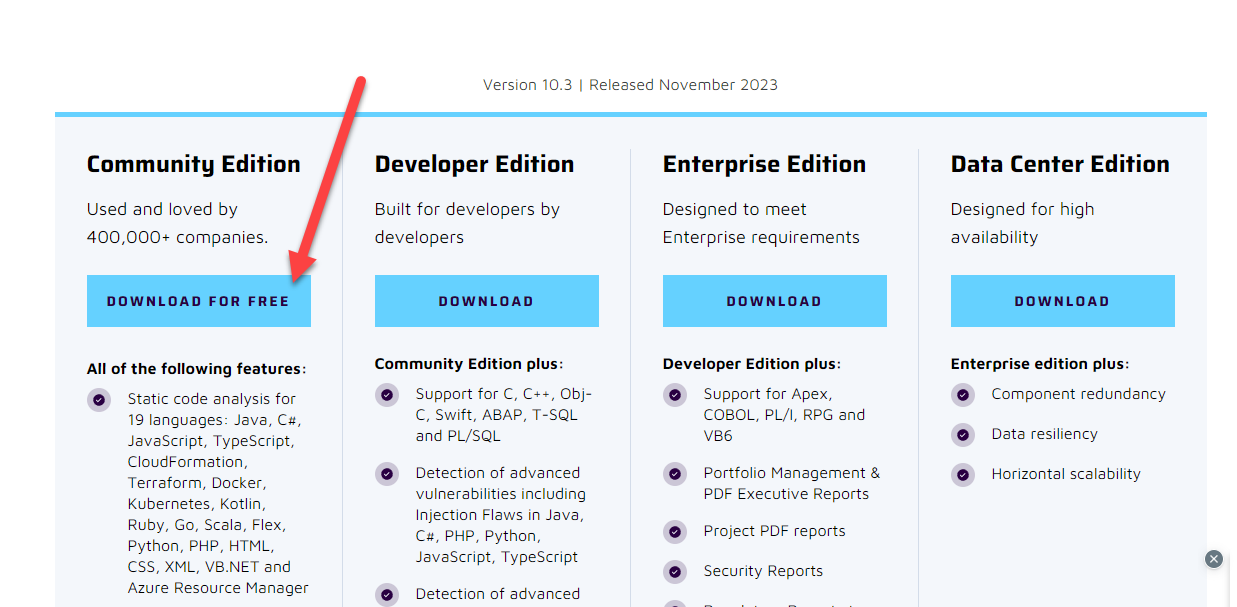 Version 10.3 | Released November 2023
Community Edition
Used and loved by
400,000+ companies.
DOWNLOAD FOR FREE
All of the following features:
Static code analysis for
19 languages: Java, C#,
JavaScript, TypeScript,
CloudFormation,
Terraform, Docker,
Kubernetes, Kotlin,
Ruby, Go, Scala, Flex,
Python, PHP, HTML,
CSS, XML, VB.NET and
Azure Resource Manager
Developer Edition
Built for developers by
developers
DOWNLOAD
Community Edition plus:
Support for C, C++, Obj-
C, Swift, ABAP, T-SQL
and PL/SQL
Detection of advanced
vulnerabilities including
Injection Flaws in Java,
C#, PHP, Python,
JavaScript, TypeScript
Detection of advanced
Enterprise Edition
Designed to meet
Enterprise requirements
DOWNLOAD
Developer Edition plus:
Support for Apex,
COBOL, PL/I, RPG and
VB6
Portfolio Management &
PDF Executive Reports
Project PDF reports
Security Reports
Data Center Edition
Designed for high
availability
DOWNLOAD
Enterprise edition plus:
Component redundancy
Data resiliency
Horizontal scalability